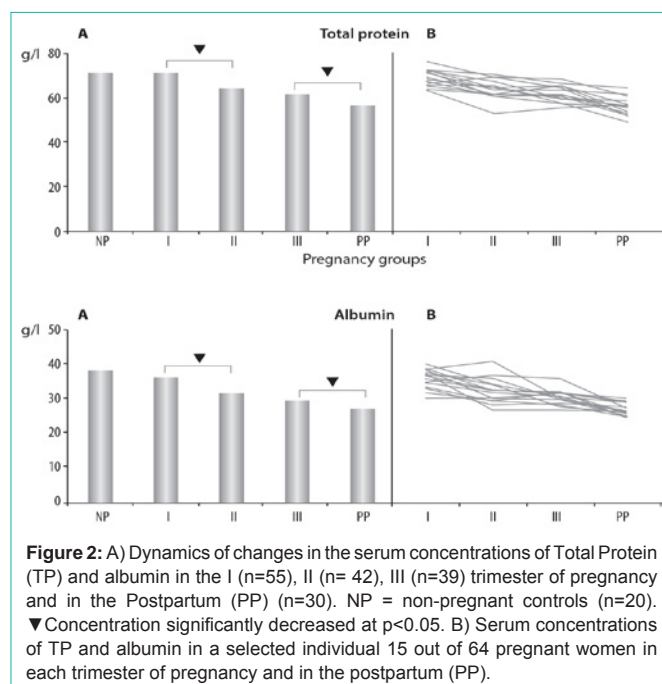 A Total protein B
g/l
80
60
40
20
0
NP I II III PP I II III PP
Pregnancy groups
A Albumin B
g/l
50
40
30
20
10
0
NP I II III PP I II III PP
Figure 2: A) Dynamics of changes in the serum concentrations of Total Protein
(TP) and albumin in the I (n=55), II (n= 42), III (n=39) trimester of pregnancy
and in the Postpartum (PP) (n=30). NP = non-pregnant controls (n=20).
▼Concentration significantly decreased at p<0.05. B) Serum concentrations
of TP and albumin in a selected individual 15 out of 64 pregnant women in
each trimester of pregnancy and in the postpartum (PP).